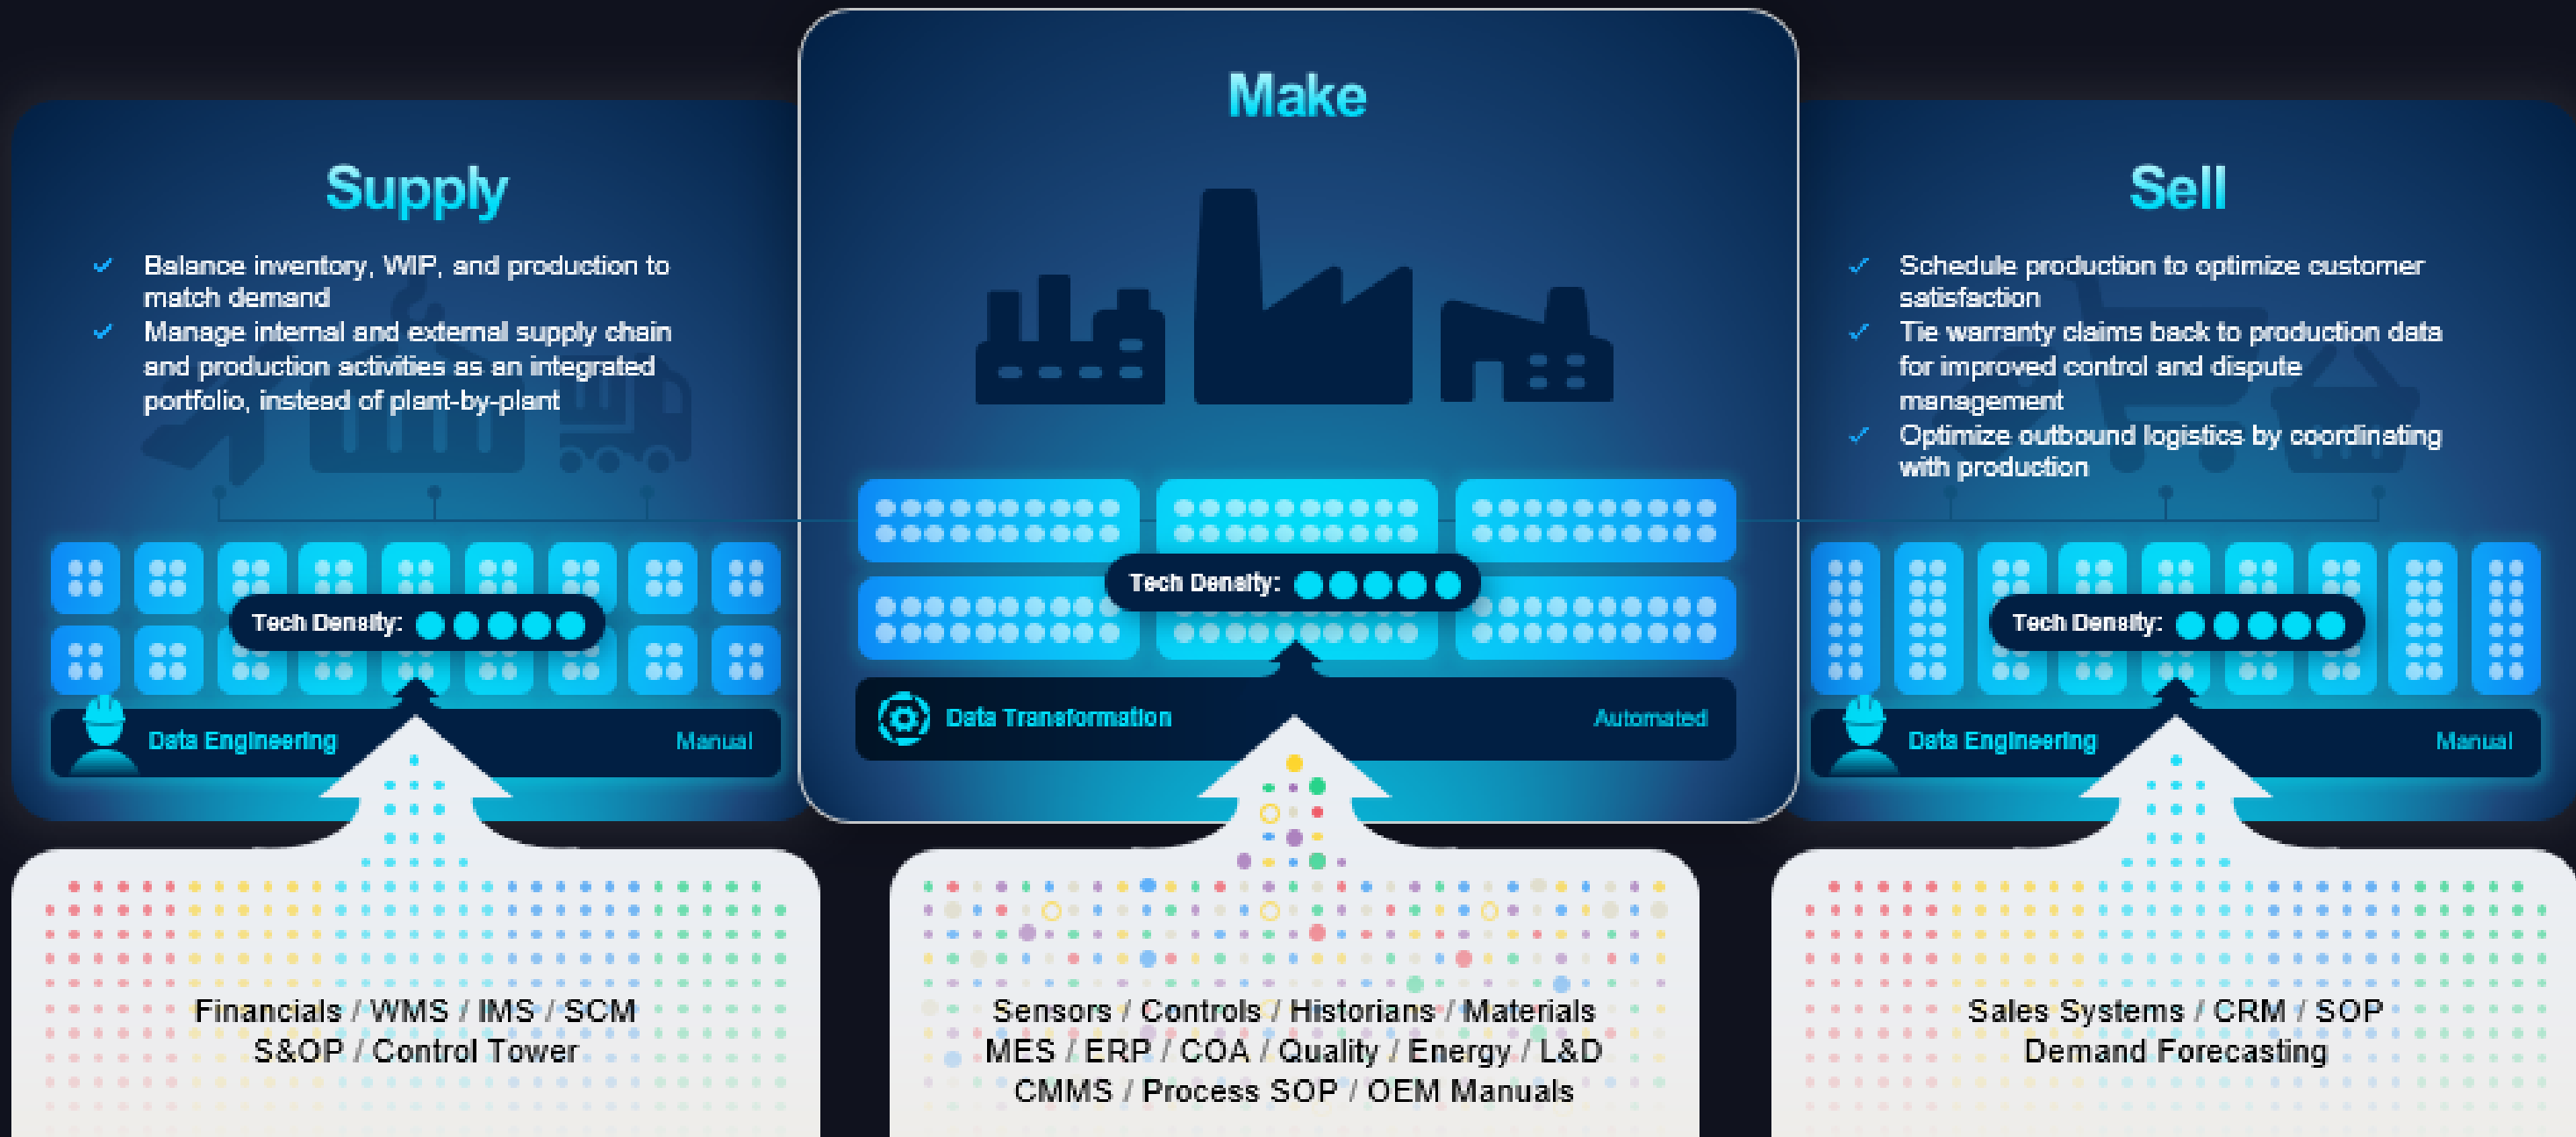 Make
Supply
Balance inventory, WIP, and production to
match demand
Manage internal and external supply chain
and production activities as an integrated
portfolio, instead of plant-by-plant
Sell
Schedule production to optimize customer
satisfaction
Tie warranty claims back to production data
for improved control and dispute
management
Optimize outbound logistics by coordinating
with production
Tech Density:
Tech Density:
Tech Density:
Data Engineering
Manual
Data Transformation
Automated
Data Engineering
Manual
Financials / WMS / IMS / SCM
S&OP / Control Tower
Sensors / Controls / Historians / Materials
MES / ERP / COA / Quality / Energy / L&D
CMMS / Process SOP / OEM Manuals
Sales Systems / CRM / SOP
Demand Forecasting